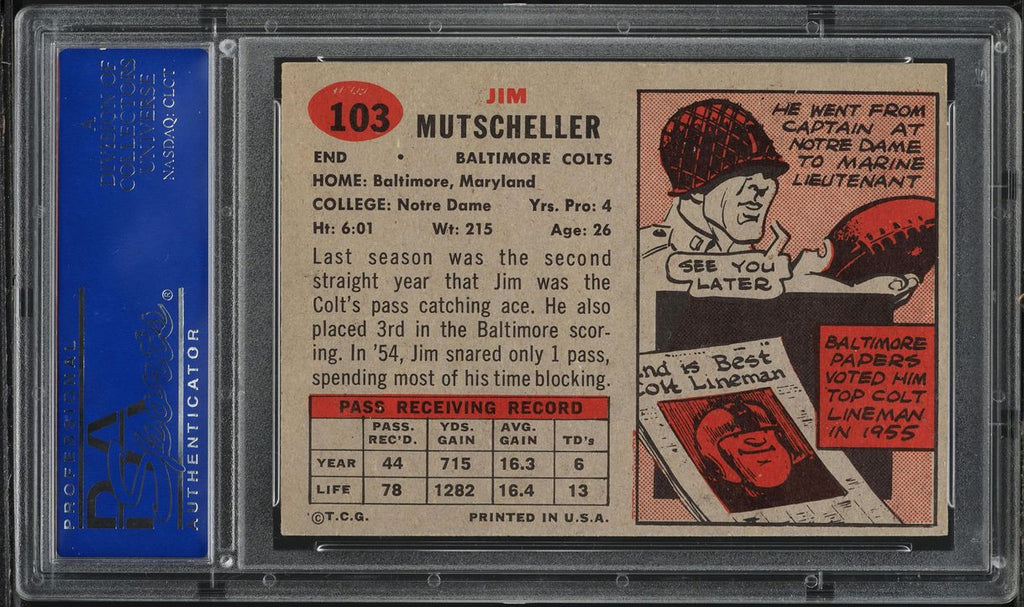 A
DIVISION OF
COLLECTORS
UNIVERSE
NASDAQ: CLCT
PROFESSIONAL
PSA
Sports®
AUTHENTICATOR
103
JIM
MUTSCHELLER
END • BALTIMORE COLTS
HOME: Baltimore, Maryland
COLLEGE: Notre Dame Yrs. Pro: 4
Ht: 6:01 Wt: 215 Age: 26
Last season was the second
straight year that Jim was the
Colt's pass catching ace. He also
placed 3rd in the Baltimore scor-
ing. In '54, Jim snared only 1 pass,
spending most of his time blocking.
PASS RECEIVING RECORD
PASS. REC'D. YDS. GAIN AVG. GAIN TD's
YEAR 44 715 16.3 6
LIFE 78 1282 16.4 13
©T.C.G. PRINTED IN U.S.A.
HE WENT FROM
CAPTAIN AT
NOTRE DAME
TO MARINE
LIEUTENANT
SEE YOU
LATER
nd is Best
olt Lineman
BALTIMORE
PAPERS
VOTED HIM
TOP COLT
LINEMAN
IN 1955